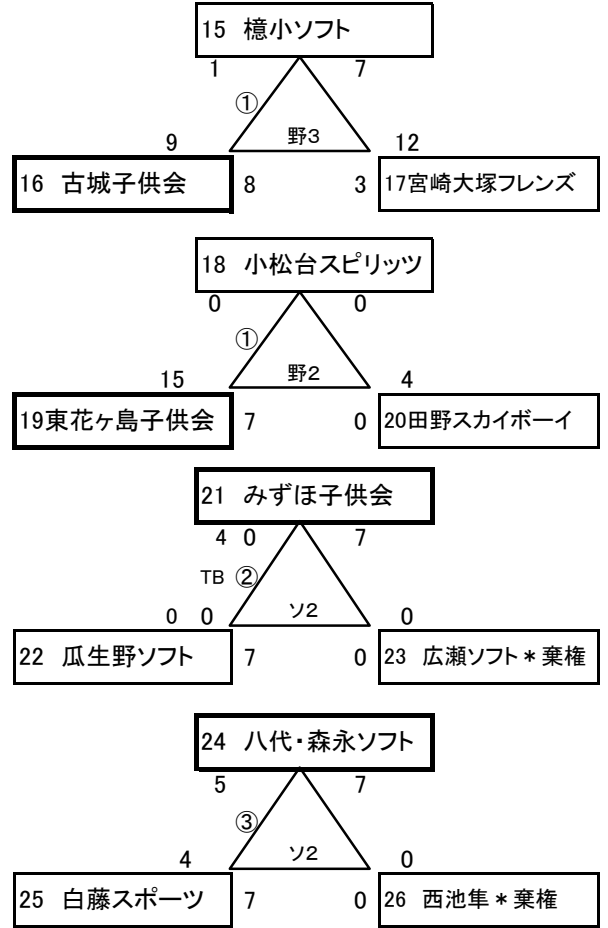 15 檍小ソフト
1 7
①
9 野3 12
16 古城子供会 8 3 17宮崎大塚フレンズ
18 小松台スピリッツ
0 0
①
15 野2 4
19東花ヶ島子供会 7 0 20田野スカイボーイ
21 みずほ子供会
4 0 7
TB ②
0 0 ソ2 0
22 瓜生野ソフト 7 0 23 広瀬ソフト*棄権
24 八代・森永ソフト
5 7
③
4 ソ2 0
25 白藤スポーツ 7 0 26 西池隼*棄権